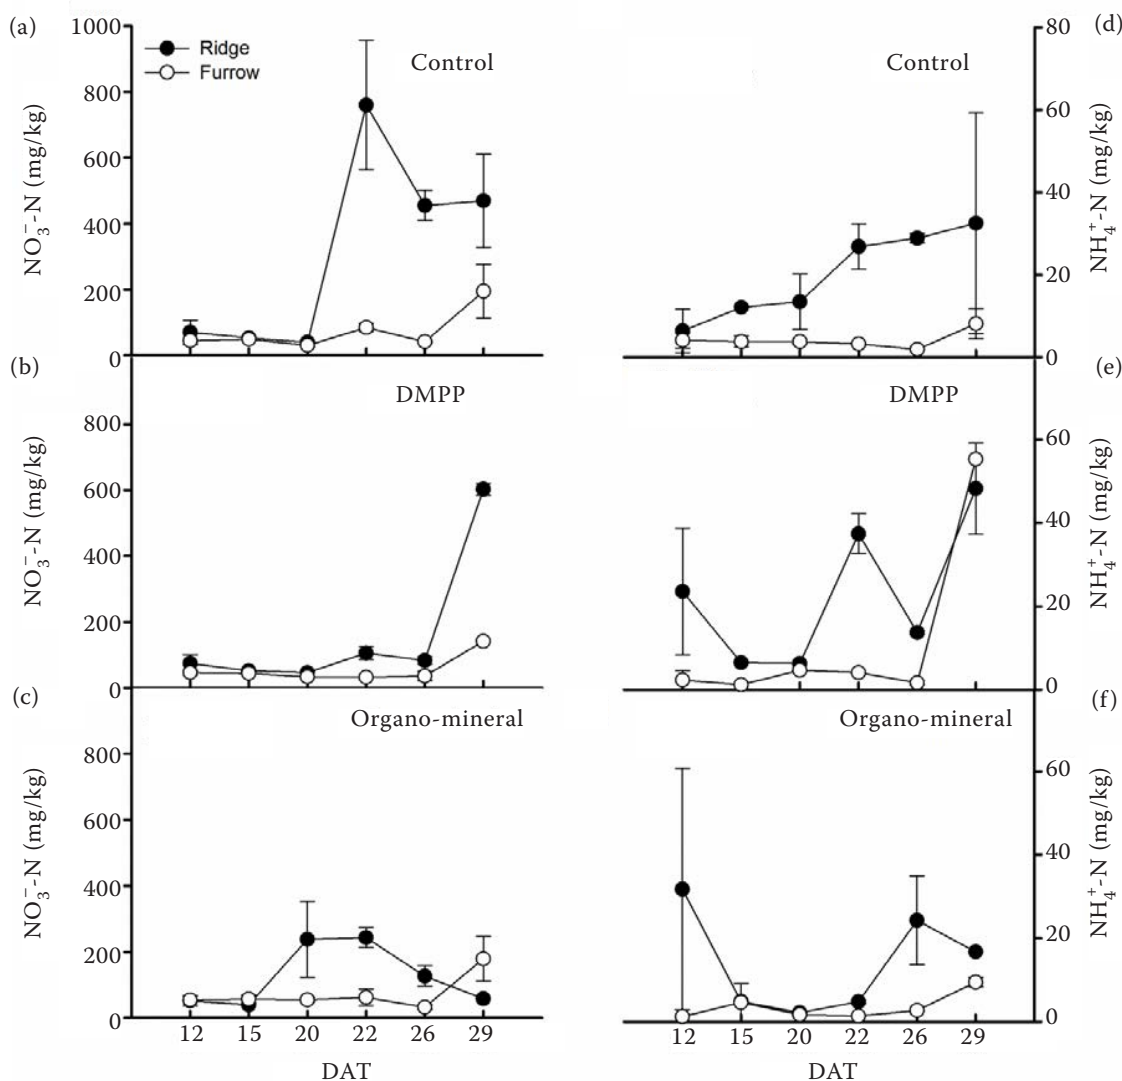 (a)
1000
800
600
400
200
0
NO₃⁻-N (mg/kg)
Ridge
Furrow
Control
(d)
80
60
40
20
0
NH₄⁺-N (mg/kg)
Control
(b)
800
600
400
200
0
NO₃⁻-N (mg/kg)
DMPP
(e)
60
40
20
0
NH₄⁺-N (mg/kg)
DMPP
(c)
800
600
400
200
0
NO₃⁻-N (mg/kg)
Organo-mineral
12 15 20 22 26 29
DAT
(f)
60
40
20
0
NH₄⁺-N (mg/kg)
Organo-mineral
12 15 20 22 26 29
DAT